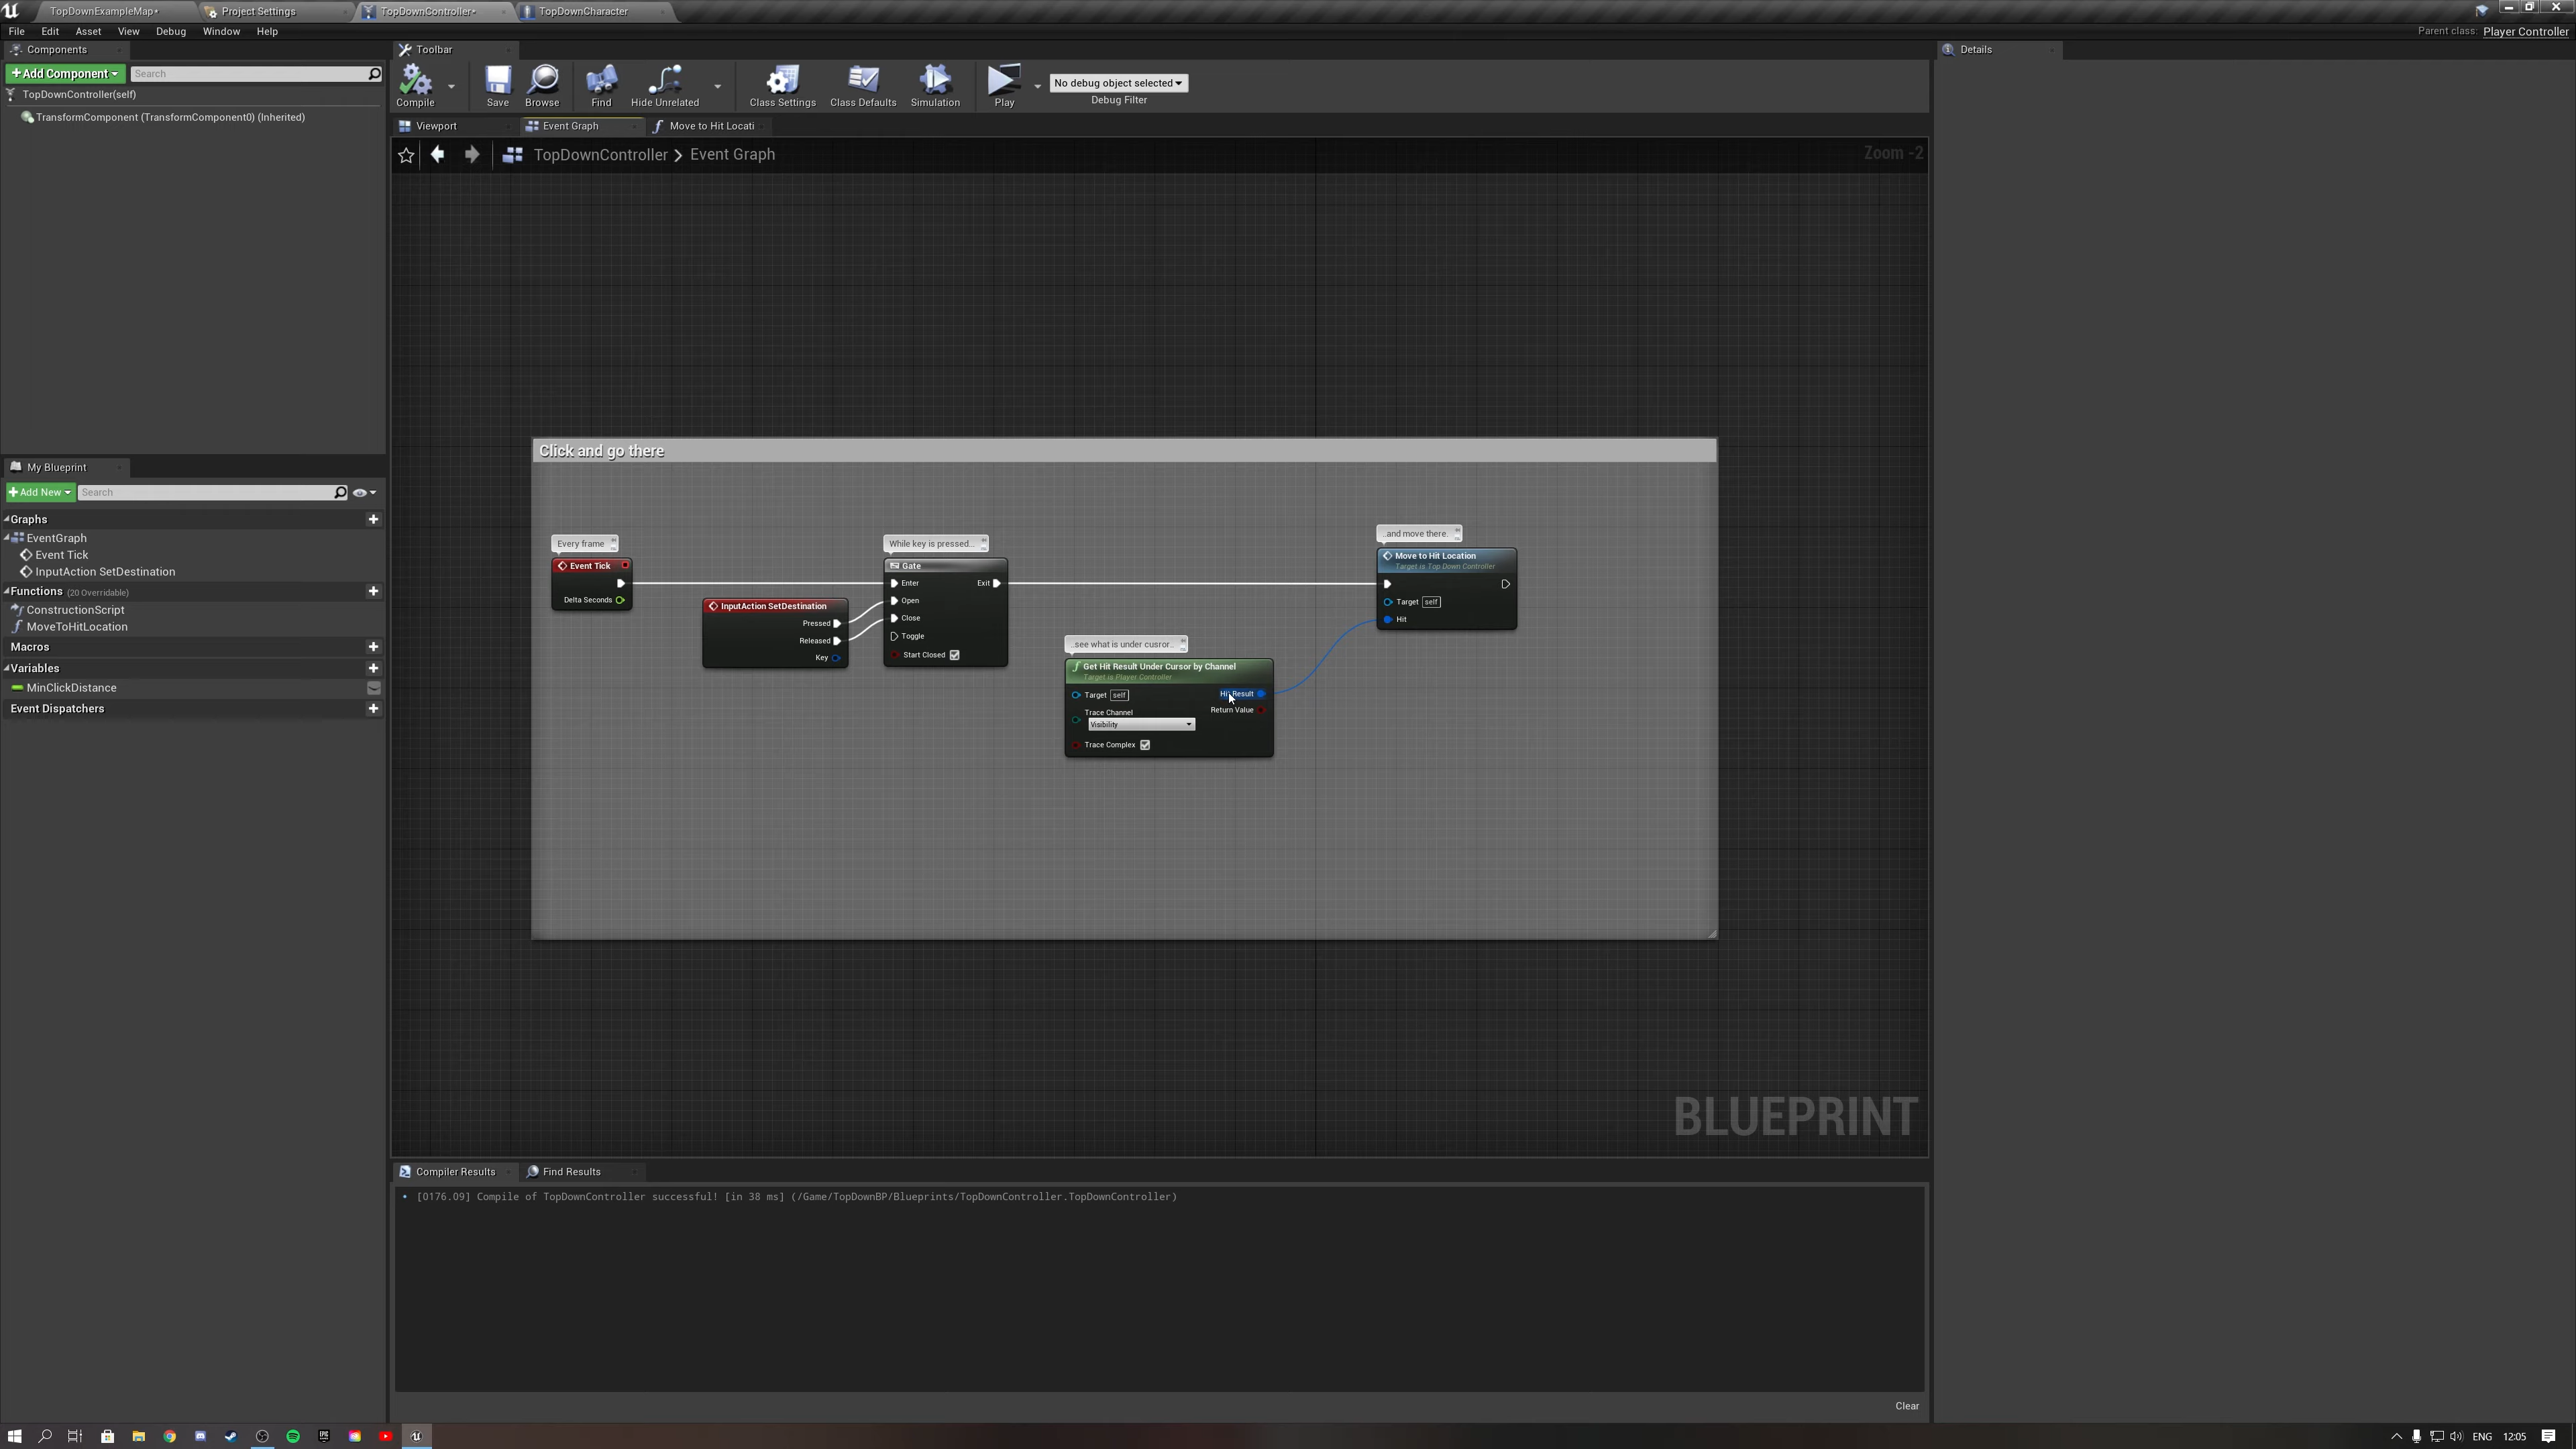 TopDownExampleMap•
Project Settings
TopDownController•
TopDownCharacter
File Edit Asset View Debug Window Help
Parent class: Player Controller
Components
+Add Component
Search
TopDownController(self)
TransformComponent (TransformComponent0) (Inherited)
Toolbar
Compile
Save
Browse
Find
Hide Unrelated
Class Settings
Class Defaults
Simulation
Play
No debug object selected
Debug Filter
Details
Viewport
Event Graph
Move to Hit Locati
TopDownController > Event Graph
Zoom -2
Click and go there
Every frame
Event Tick
Delta Seconds
InputAction SetDestination
Pressed
Released
Key
While key is pressed...
Gate
Enter Exit
Open
Close
Toggle
Start Closed
..see what is under cusror..
Get Hit Result Under Cursor by Channel
Target is Player Controller
Target self
Hit Result
Trace Channel
Return Value
Visibility
Trace Complex
..and move there.
Move to Hit Location
Target is Top Down Controller
Target self
Hit
BLUEPRINT
My Blueprint
+Add New
Search
Graphs
EventGraph
Event Tick
InputAction SetDestination
Functions (20 Overridable)
ConstructionScript
MoveToHitLocation
Macros
Variables
MinClickDistance
Event Dispatchers
Compiler Results
Find Results
• [0176.09] Compile of TopDownController successful! [in 38 ms] (/Game/TopDownBP/Blueprints/TopDownController.TopDownController)
Clear
ENG 12:05